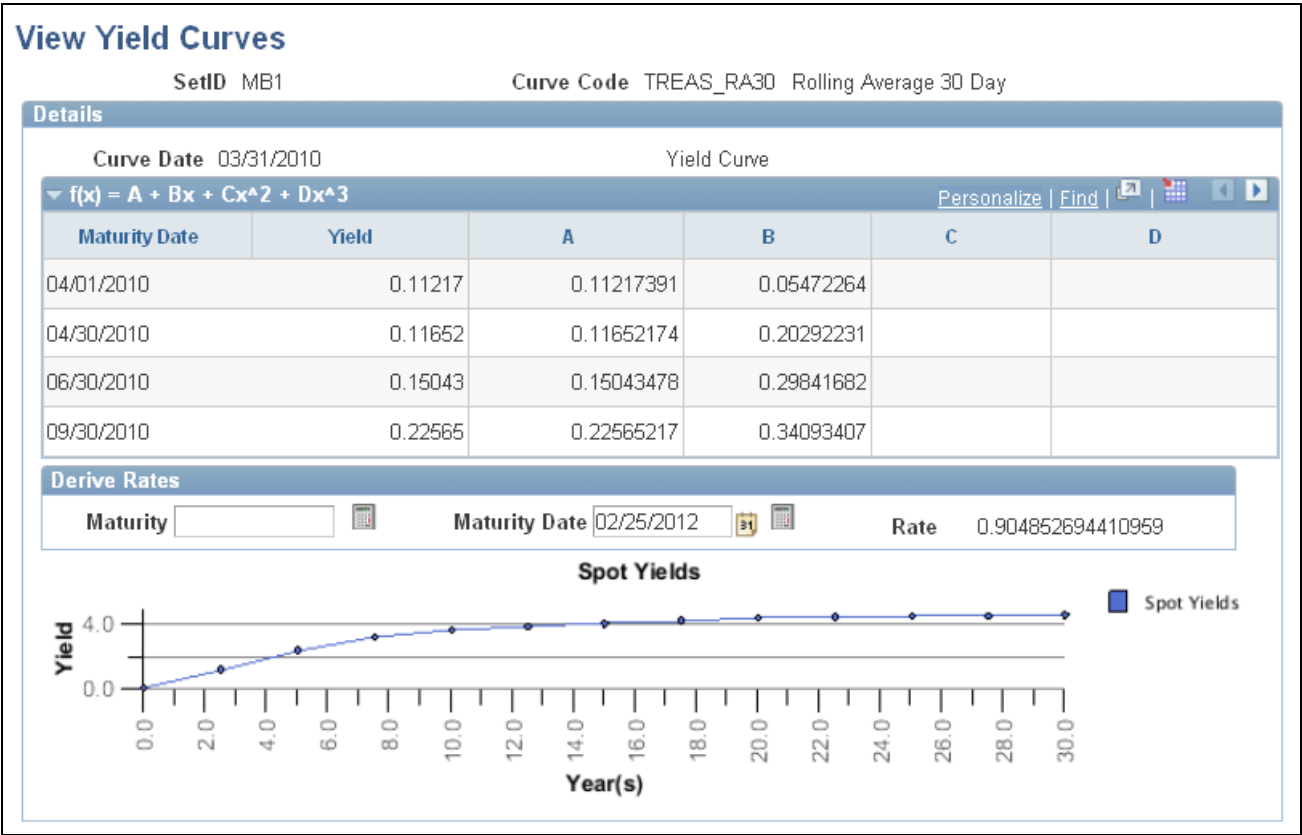 View Yield Curves
SetID MB1 Curve Code TREAS_RA30 Rolling Average 30 Day
Details
Curve Date 03/31/2010 Yield Curve
f(x) = A + Bx + Cx^2 + Dx^3 Personalize | Find | |
Maturity Date Yield A B C D
04/01/2010 0.11217 0.11217391 0.05472264
04/30/2010 0.11652 0.11652174 0.20292231
06/30/2010 0.15043 0.15043478 0.29841682
09/30/2010 0.22565 0.22565217 0.34093407
Derive Rates
Maturity Maturity Date 02/25/2012 31 Rate 0.904852694410959
Spot Yields
Spot Yields
Yield
4.0
0.0
0.0 2.0 4.0 6.0 8.0 10.0 12.0 14.0 16.0 18.0 20.0 22.0 24.0 26.0 28.0 30.0
Year(s)